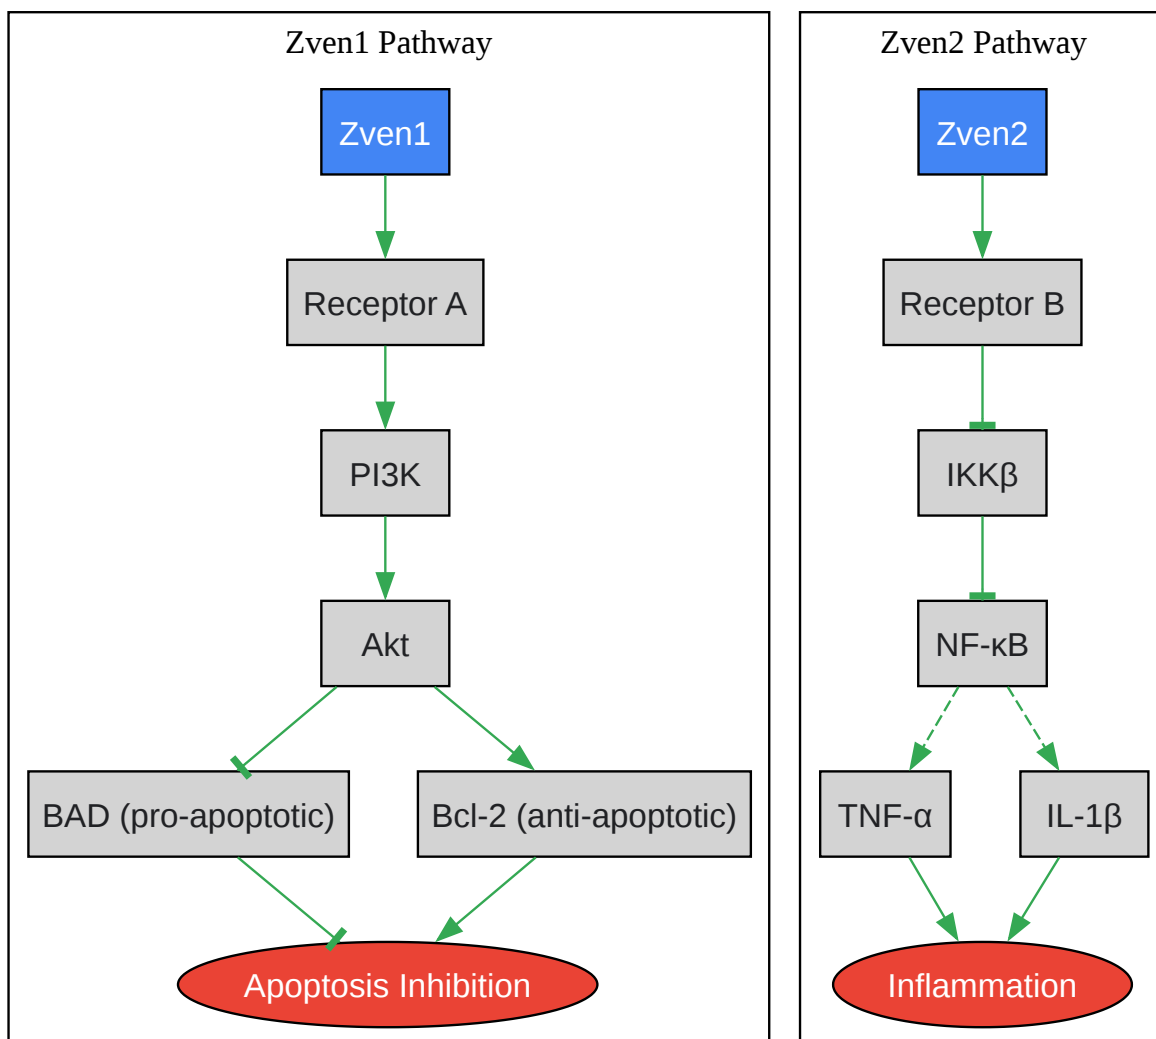 Zven1 Pathway
Zven1
Receptor A
PI3K
Akt
BAD (pro-apoptotic)
Bcl-2 (anti-apoptotic)
Apoptosis Inhibition
Zven2 Pathway
Zven2
Receptor B
IKKβ
NF-κB
TNF-α
IL-1β
Inflammation